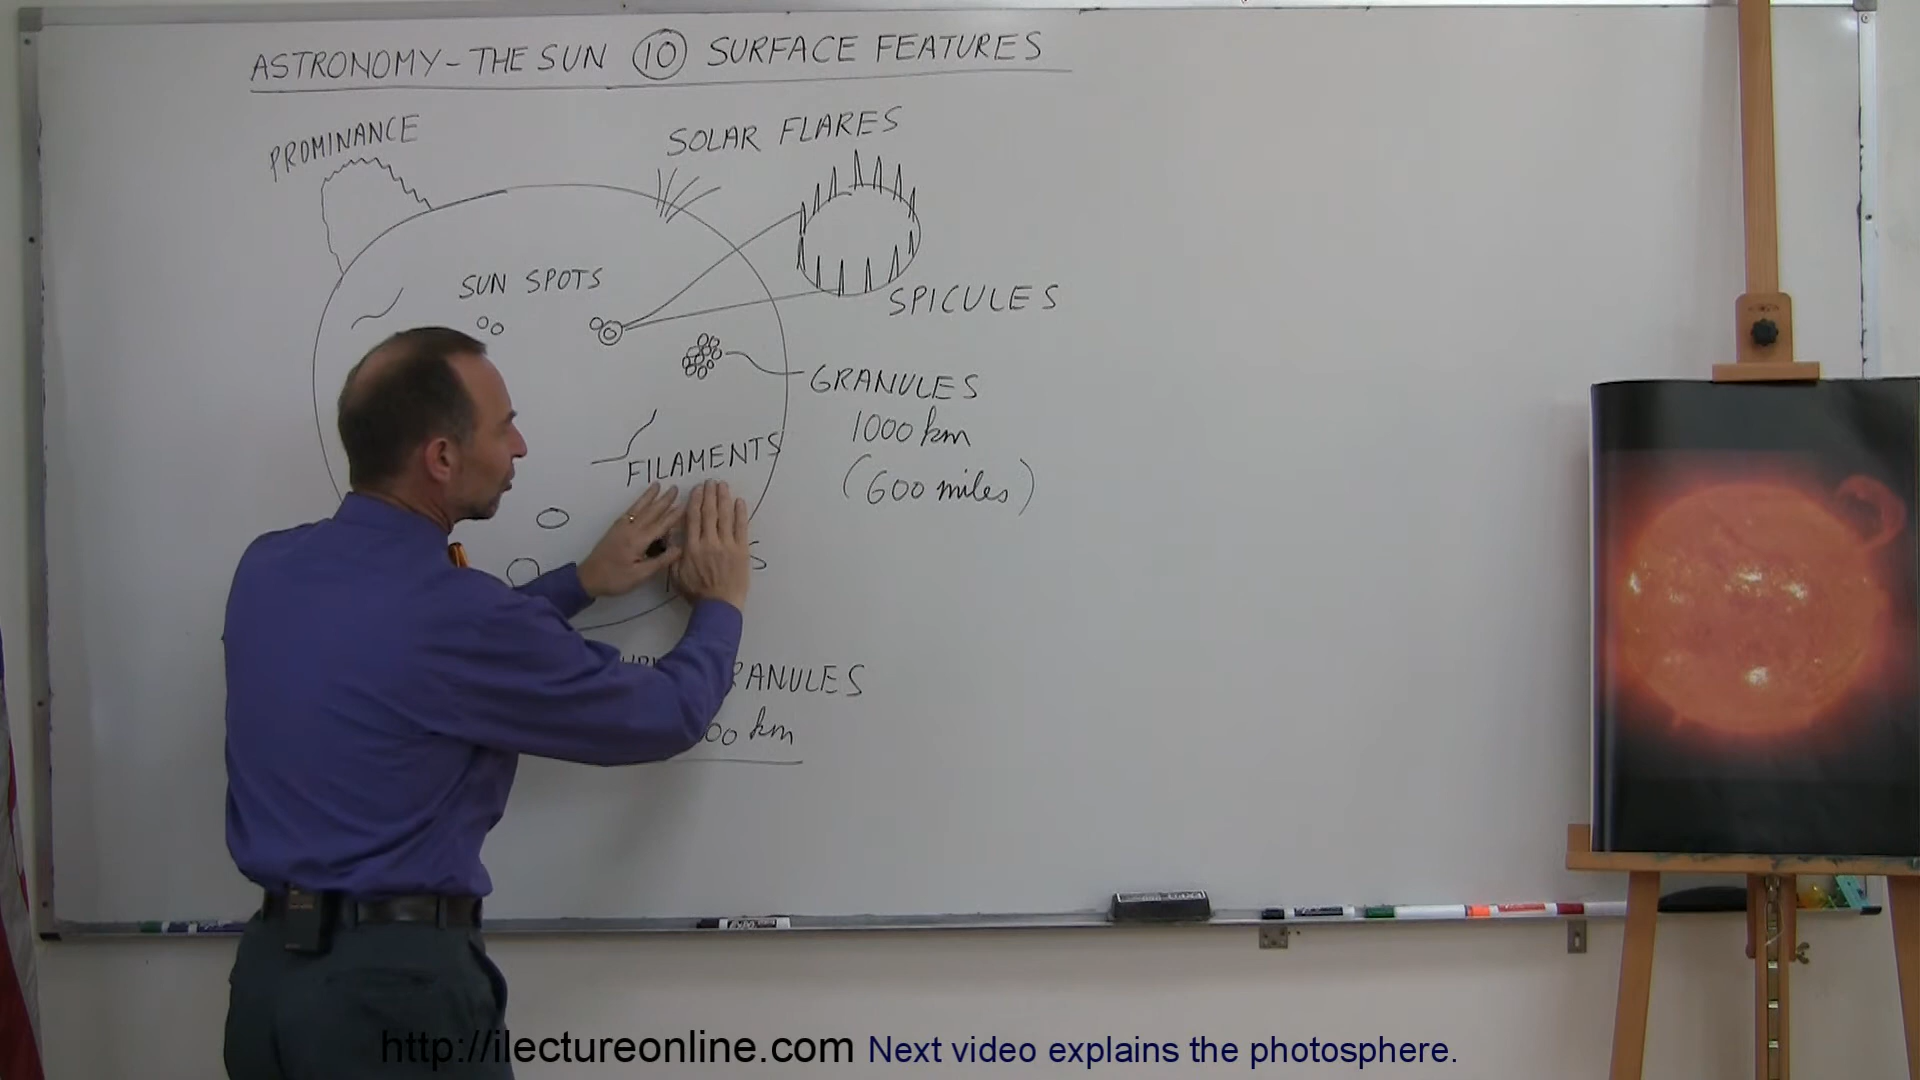 ASTRONOMY - THE SUN 10 SURFACE FEATURES
PROMINANCE
SOLAR FLARES
SUN SPOTS
SPICULES
GRANULES
1000 km
(600 miles)
FILAMENTS
RANULES
00 km
http://ilectureonline.com Next video explains the photosphere.